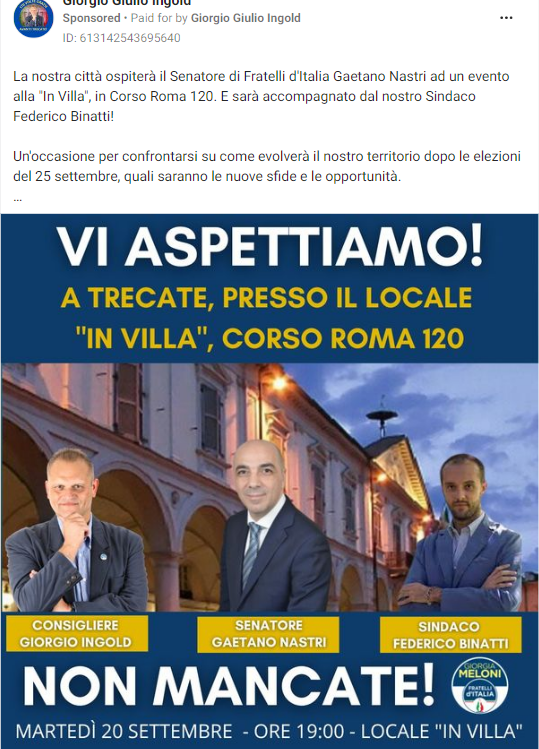 Giorgio Giulio Ingold
Sponsored • Paid for by Giorgio Giulio Ingold
ID: 613142543695640
La nostra città ospiterà il Senatore di Fratelli d'Italia Gaetano Nastri ad un evento
alla "In Villa", in Corso Roma 120. E sarà accompagnato dal nostro Sindaco
Federico Binatti!
Un'occasione per confrontarsi su come evolverà il nostro territorio dopo le elezioni
del 25 settembre, quali saranno le nuove sfide e le opportunità.
...
VI ASPETTIAMO!
A TRECATE, PRESSO IL LOCALE
"IN VILLA", CORSO ROMA 120
CONSIGLIERE
GIORGIO INGOLD
SENATORE
GAETANO NASTRI
SINDACO
FEDERICO BINATTI
NON MANCATE!
GIORGIA
MELONI
FRATELLI
d'ITALIA
MARTEDÌ 20 SETTEMBRE - ORE 19:00 - LOCALE "IN VILLA"